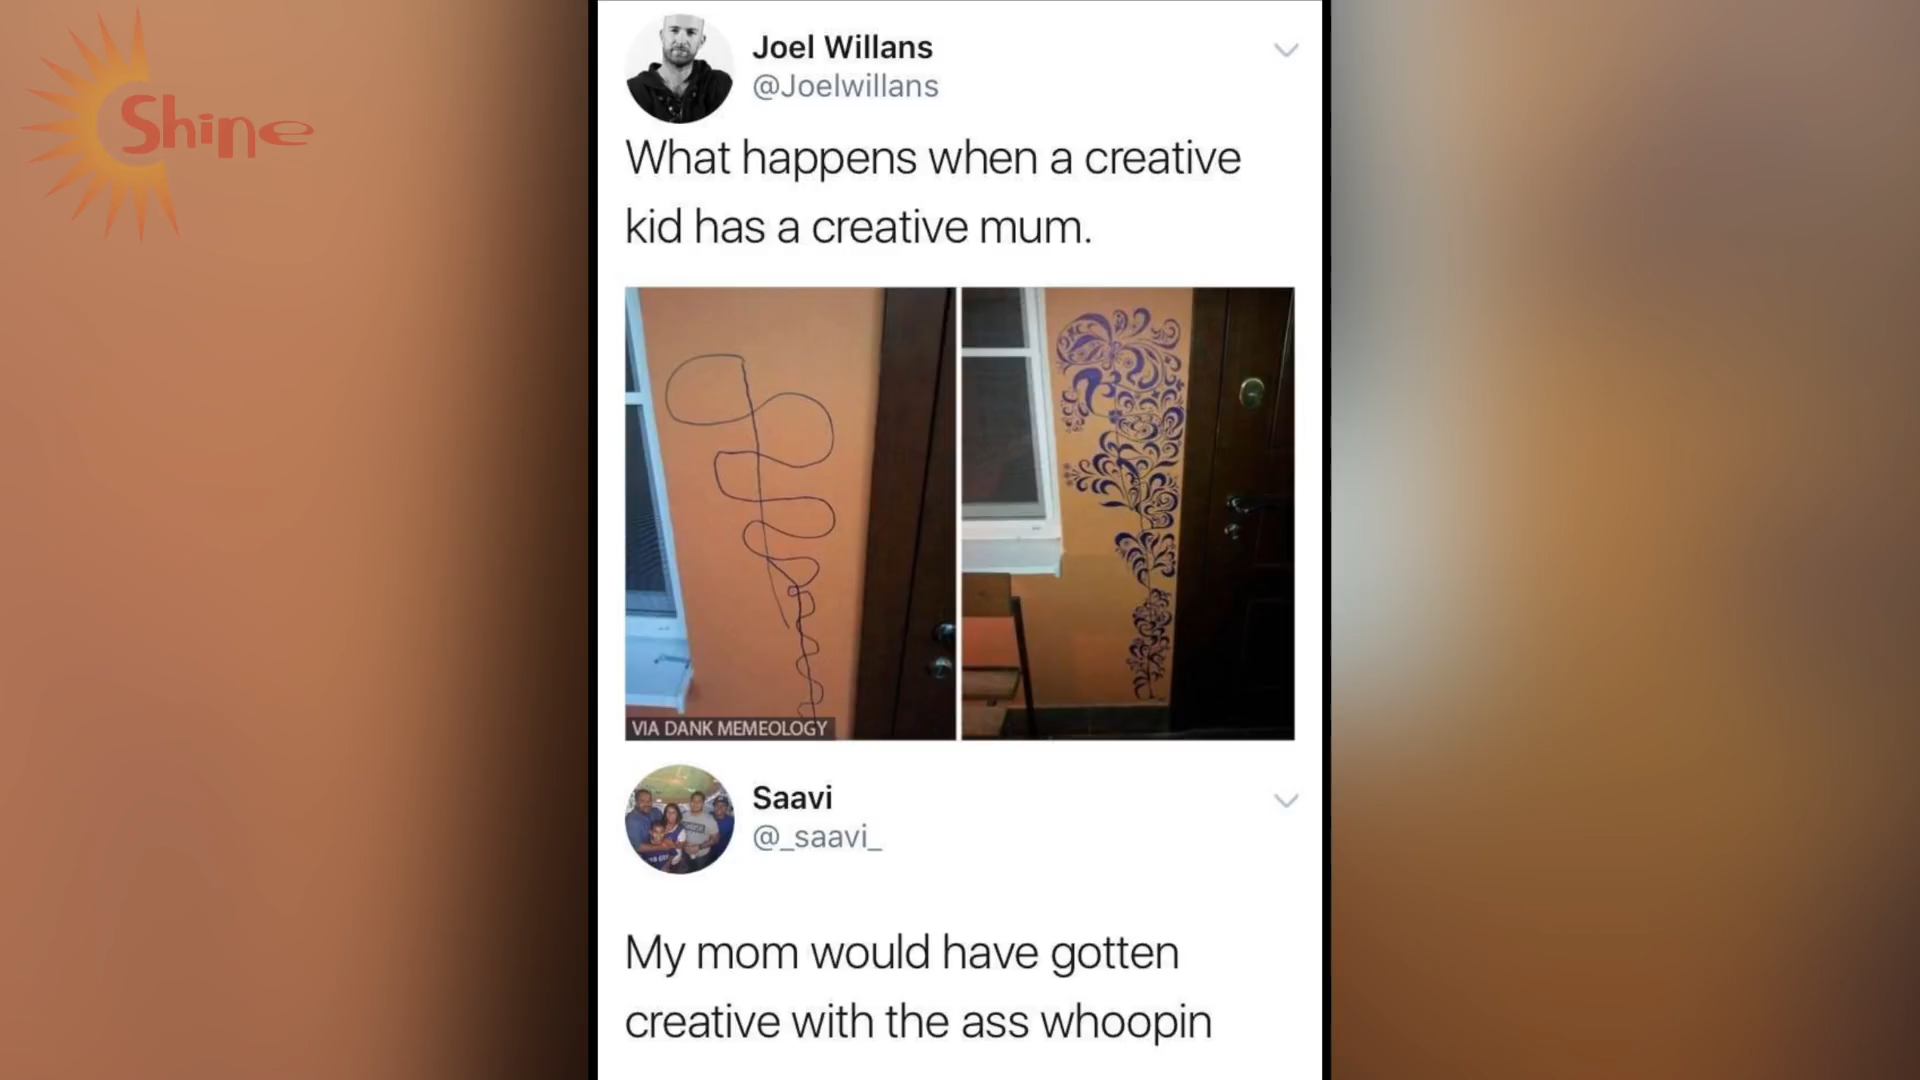 Shine
Joel Willans
@Joelwillans
What happens when a creative
kid has a creative mum.
VIA DANK MEMEOLOGY
Saavi
@_saavi_
My mom would have gotten
creative with the ass whoopin